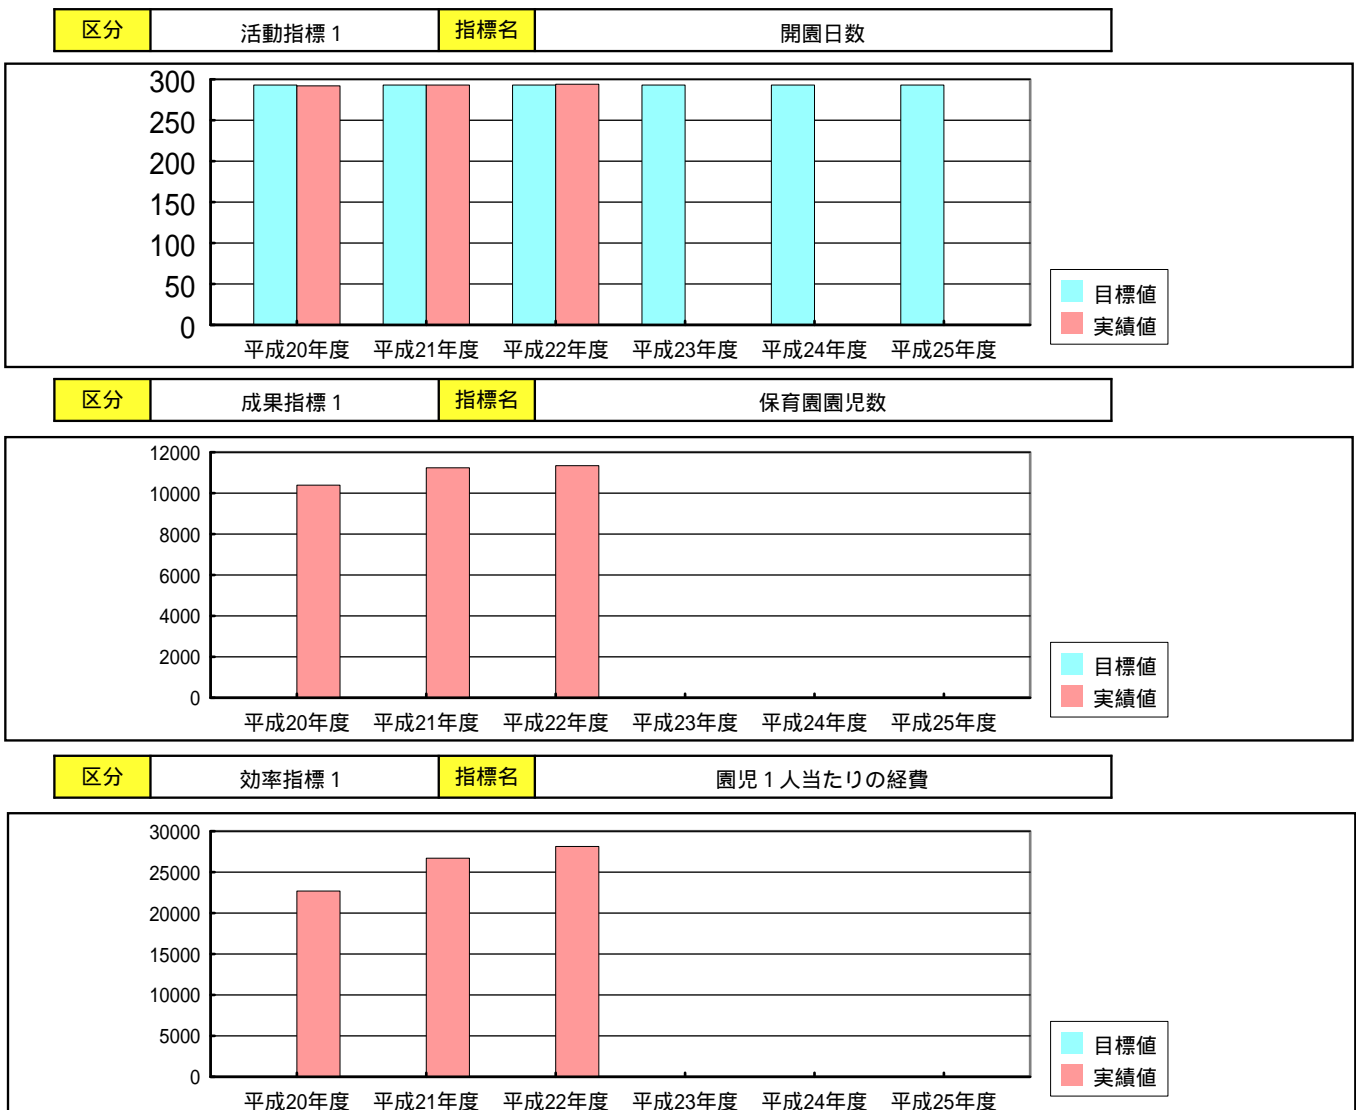 区分 活動指標1 指標名 開園日数
300
250
200
150
100
50
0
平成20年度 平成21年度 平成22年度 平成23年度 平成24年度 平成25年度
目標値
実績値
区分 成果指標1 指標名 保育園園児数
12000
10000
8000
6000
4000
2000
0
平成20年度 平成21年度 平成22年度 平成23年度 平成24年度 平成25年度
目標値
実績値
区分 効率指標1 指標名 園児1人当たりの経費
30000
25000
20000
15000
10000
5000
0
平成20年度 平成21年度 平成22年度 平成23年度 平成24年度 平成25年度
目標値
実績値